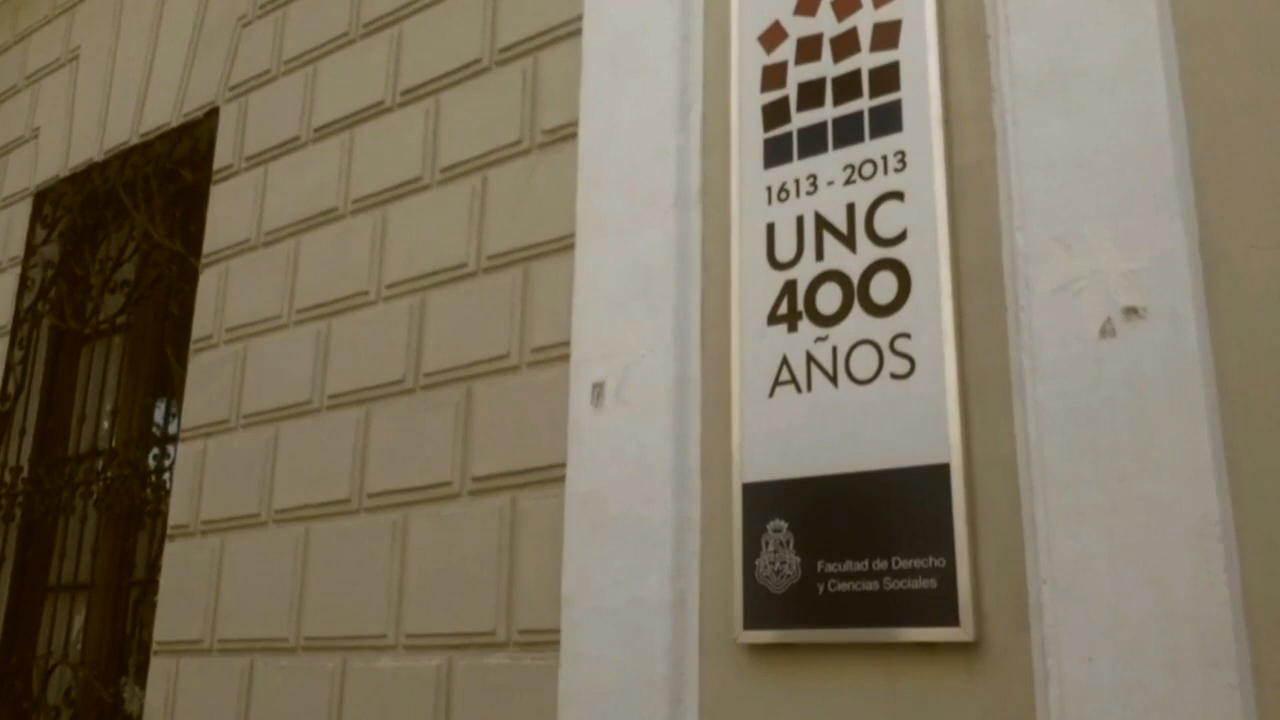 1613 - 2013
UNC
400
AÑOS
Facultad de Derecho
y Ciencias Sociales